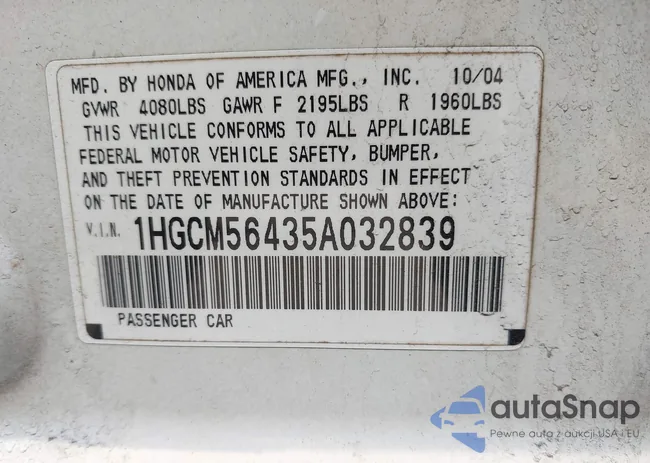 MFD. BY HONDA OF AMERICA MFG., INC. 10/04
GVWR 4080LBS GAWR F 2195LBS R 1960LBS
THIS VEHICLE CONFORMS TO ALL APPLICABLE
FEDERAL MOTOR VEHICLE SAFETY, BUMPER,
AND THEFT PREVENTION STANDARDS IN EFFECT
ON THE DATE OF MANUFACTURE SHOWN ABOVE:
V.I.N. 1HGCM56435A032839
PASSENGER CAR
autaSnap
Pewne auta z aukcji USA i EU